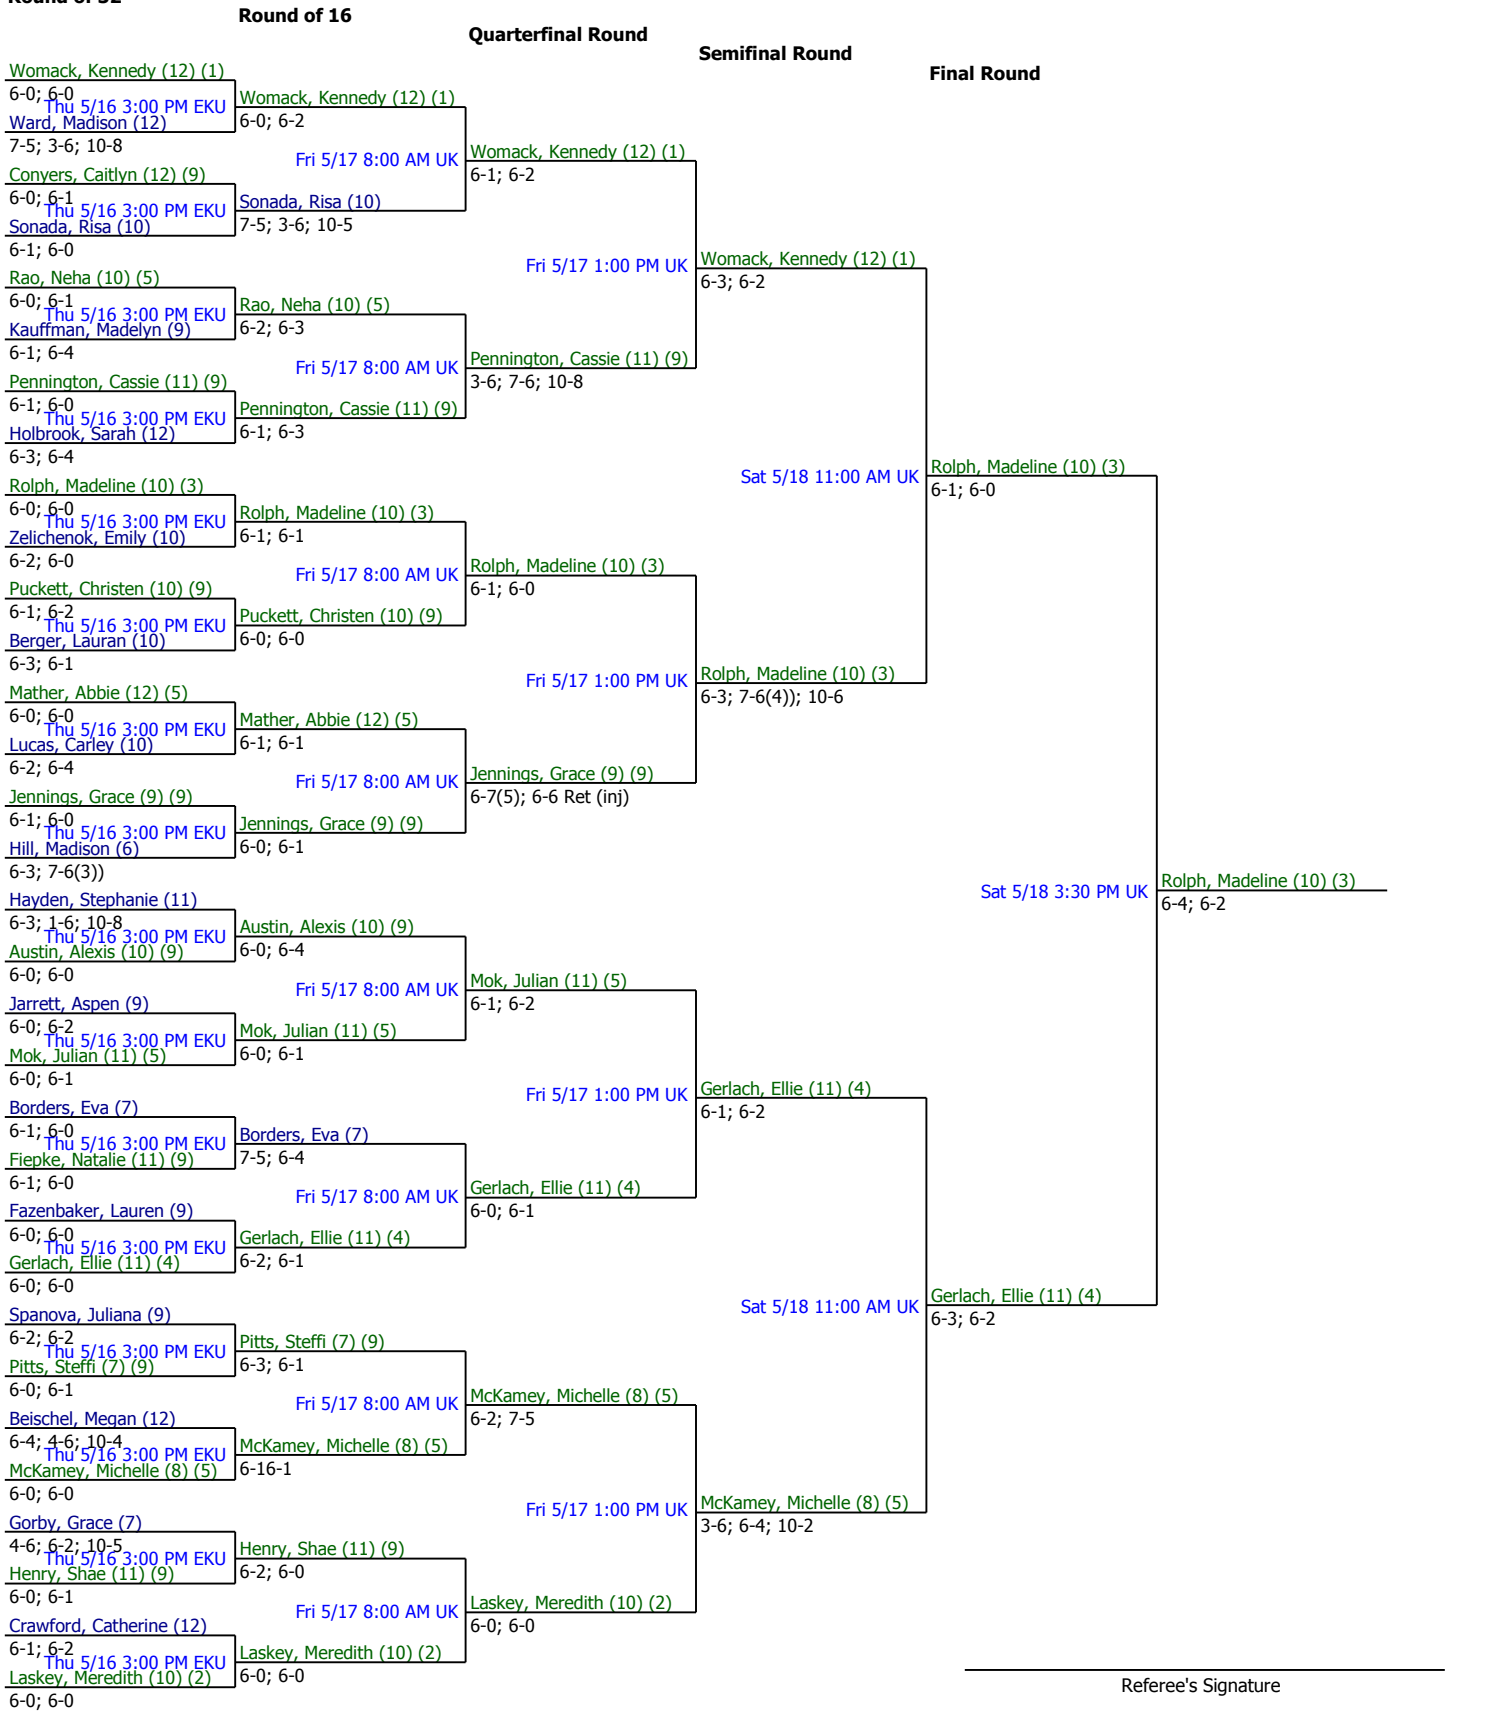 Round of 32
Round of 16
Quarterfinal Round
Semifinal Round
Final Round
Womack, Kennedy (12) (1)
6-0; 6-0
Thu 5/16 3:00 PM EKU
Ward, Madison (12)
7-5; 3-6; 10-8
Conyers, Caitlyn (12) (9)
6-0; 6-1
Thu 5/16 3:00 PM EKU
Sonada, Risa (10)
6-1; 6-0
Rao, Neha (10) (5)
6-0; 6-1
Thu 5/16 3:00 PM EKU
Kauffman, Madelyn (9)
6-1; 6-4
Pennington, Cassie (11) (9)
6-1; 6-0
Thu 5/16 3:00 PM EKU
Holbrook, Sarah (12)
6-3; 6-4
Rolph, Madeline (10) (3)
6-0; 6-0
Thu 5/16 3:00 PM EKU
Zelichenok, Emily (10)
6-2; 6-0
Puckett, Christen (10) (9)
6-1; 6-2
Thu 5/16 3:00 PM EKU
Berger, Lauran (10)
6-3; 6-1
Mather, Abbie (12) (5)
6-0; 6-0
Thu 5/16 3:00 PM EKU
Lucas, Carley (10)
6-2; 6-4
Jennings, Grace (9) (9)
6-1; 6-0
Thu 5/16 3:00 PM EKU
Hill, Madison (6)
6-3; 7-6(3))
Hayden, Stephanie (11)
6-3; 1-6; 10-8
Thu 5/16 3:00 PM EKU
Austin, Alexis (10) (9)
6-0; 6-0
Jarrett, Aspen (9)
6-0; 6-2
Thu 5/16 3:00 PM EKU
Mok, Julian (11) (5)
6-0; 6-1
Borders, Eva (7)
6-1; 6-0
Thu 5/16 3:00 PM EKU
Fiepke, Natalie (11) (9)
6-1; 6-0
Fazenbaker, Lauren (9)
6-0; 6-0
Thu 5/16 3:00 PM EKU
Gerlach, Ellie (11) (4)
6-0; 6-0
Spanova, Juliana (9)
6-2; 6-2
Thu 5/16 3:00 PM EKU
Pitts, Steffi (7) (9)
6-0; 6-1
Beischel, Megan (12)
6-4; 4-6; 10-4
Thu 5/16 3:00 PM EKU
McKamey, Michelle (8) (5)
6-0; 6-0
Gorby, Grace (7)
4-6; 6-2; 10-5
Thu 5/16 3:00 PM EKU
Henry, Shae (11) (9)
6-0; 6-1
Crawford, Catherine (12)
6-1; 6-2
Thu 5/16 3:00 PM EKU
Laskey, Meredith (10) (2)
6-0; 6-0
Womack, Kennedy (12) (1)
6-0; 6-2
Fri 5/17 8:00 AM UK
Sonada, Risa (10)
7-5; 3-6; 10-5
Rao, Neha (10) (5)
6-2; 6-3
Fri 5/17 8:00 AM UK
Pennington, Cassie (11) (9)
6-1; 6-3
Rolph, Madeline (10) (3)
6-1; 6-1
Fri 5/17 8:00 AM UK
Puckett, Christen (10) (9)
6-0; 6-0
Mather, Abbie (12) (5)
6-1; 6-1
Fri 5/17 8:00 AM UK
Jennings, Grace (9) (9)
6-0; 6-1
Austin, Alexis (10) (9)
6-0; 6-4
Fri 5/17 8:00 AM UK
Mok, Julian (11) (5)
6-0; 6-1
Borders, Eva (7)
7-5; 6-4
Fri 5/17 8:00 AM UK
Gerlach, Ellie (11) (4)
6-2; 6-1
Pitts, Steffi (7) (9)
6-3; 6-1
Fri 5/17 8:00 AM UK
McKamey, Michelle (8) (5)
6-16-1
Henry, Shae (11) (9)
6-2; 6-0
Fri 5/17 8:00 AM UK
Laskey, Meredith (10) (2)
6-0; 6-0
Womack, Kennedy (12) (1)
6-1; 6-2
Fri 5/17 1:00 PM UK
Pennington, Cassie (11) (9)
3-6; 7-6; 10-8
Rolph, Madeline (10) (3)
6-1; 6-0
Fri 5/17 1:00 PM UK
Jennings, Grace (9) (9)
6-7(5); 6-6 Ret (inj)
Mok, Julian (11) (5)
6-1; 6-2
Fri 5/17 1:00 PM UK
Gerlach, Ellie (11) (4)
6-0; 6-1
McKamey, Michelle (8) (5)
6-2; 7-5
Fri 5/17 1:00 PM UK
Laskey, Meredith (10) (2)
6-0; 6-0
Womack, Kennedy (12) (1)
6-3; 6-2
Sat 5/18 11:00 AM UK
Rolph, Madeline (10) (3)
6-3; 7-6(4)); 10-6
Gerlach, Ellie (11) (4)
6-1; 6-2
Sat 5/18 11:00 AM UK
McKamey, Michelle (8) (5)
3-6; 6-4; 10-2
Rolph, Madeline (10) (3)
6-1; 6-0
Sat 5/18 3:30 PM UK
Gerlach, Ellie (11) (4)
6-3; 6-2
Rolph, Madeline (10) (3)
6-4; 6-2
Referee's Signature